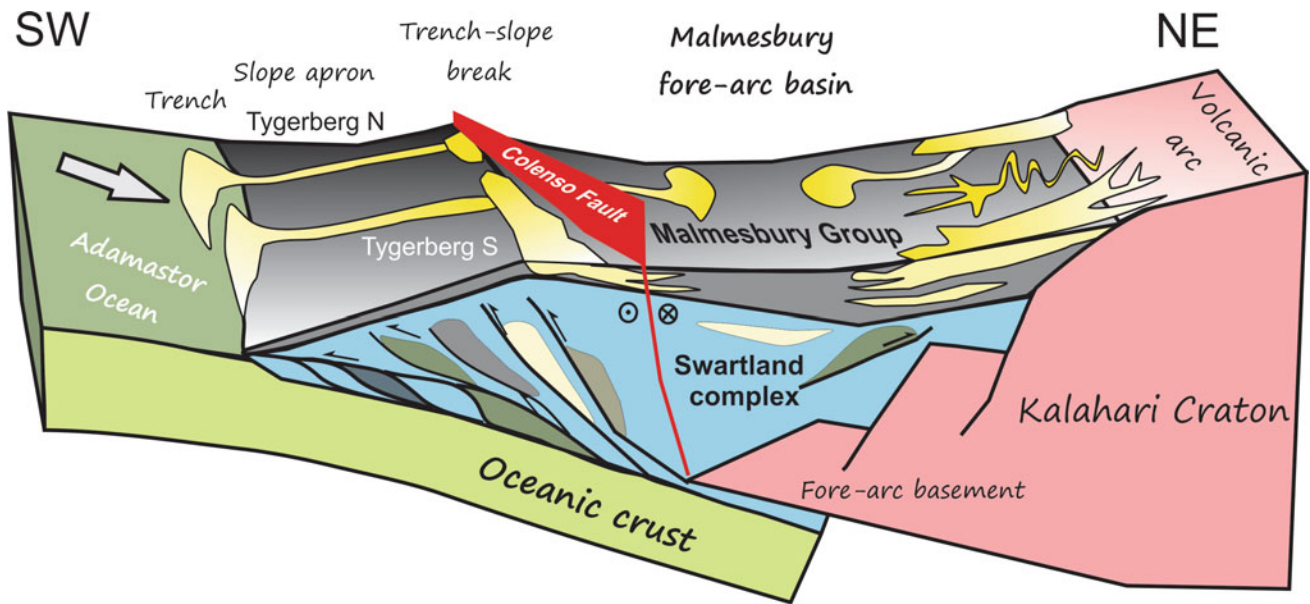 SW
NE
Trench-slope
break
Malmesbury
fore-arc basin
Slope apron
Trench
Tygerberg N
Volcanic
arc
Colenso Fault
Malmesbury Group
Tygerberg S
Adamastor
Ocean
Swartland
complex
Kalahari Craton
Fore-arc basement
Oceanic crust